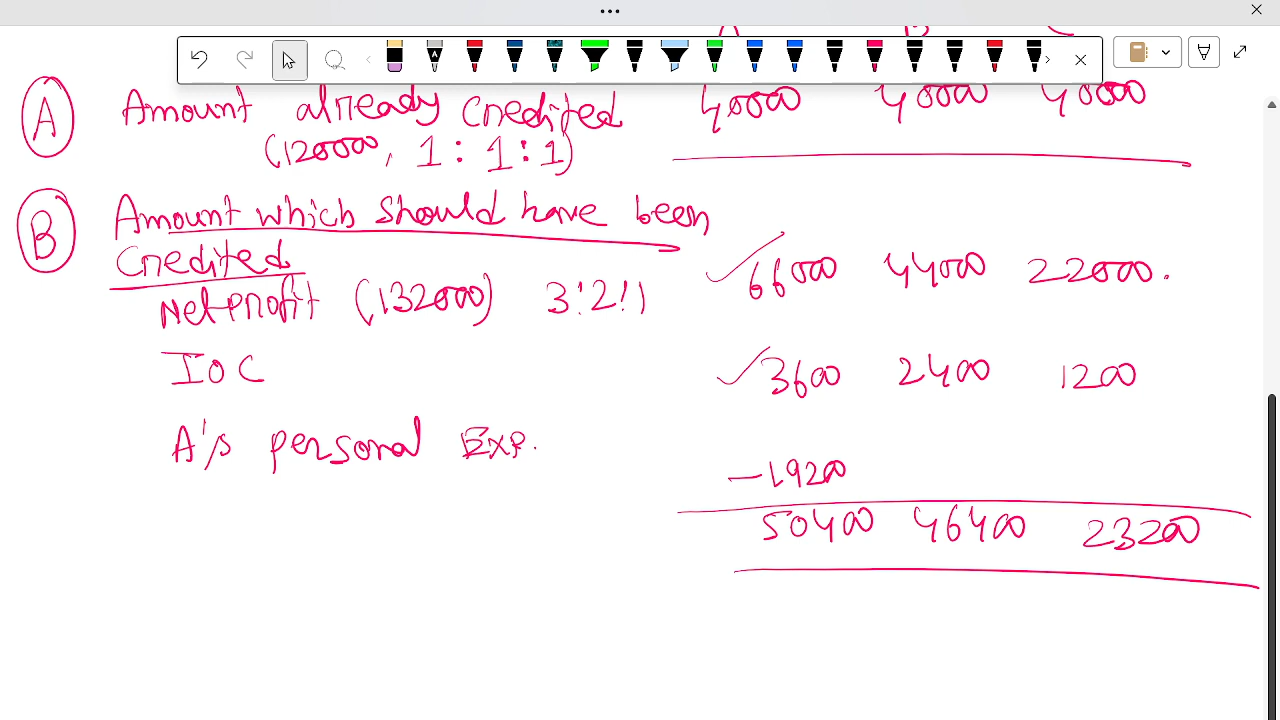 A Amount already credited 40000 40000 40000
(120000, 1 : 1 : 1)
B Amount which should have been
Credited
66000 44000 22000.
Net profit (132000) 3:2:1
IOC 3600 2400 1200
A's personal Exp.
-19200
50400 46400 23200